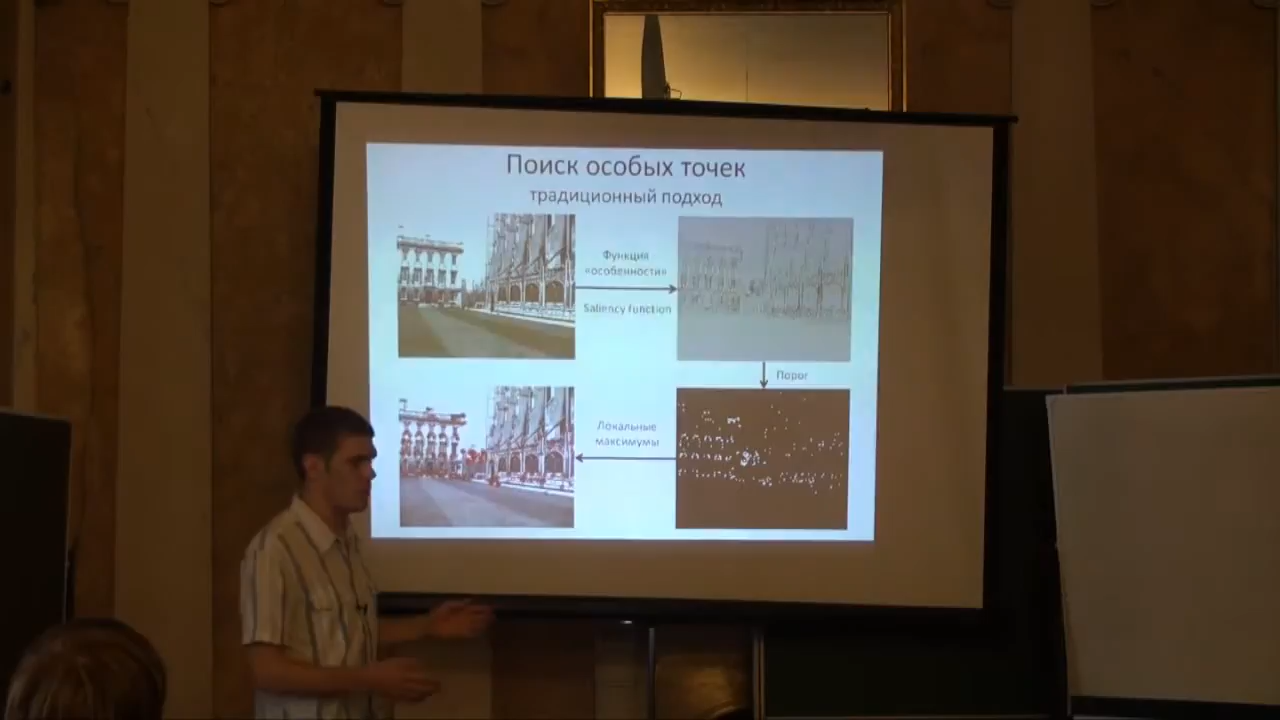 Поиск особых точек
традиционный подход
Функция
«особенности»
Saliency function
Порог
Локальные
максимумы